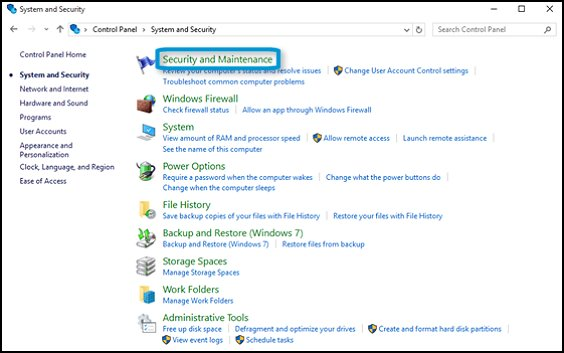 System and Security
Control Panel > System and Security
Search Control Panel
Control Panel Home
System and Security
Network and Internet
Hardware and Sound
Programs
User Accounts
Appearance and
Personalization
Clock, Language, and Region
Ease of Access
Security and Maintenance
Review your computer's status and resolve issues Change User Account Control settings
Troubleshoot common computer problems
Windows Firewall
Check firewall status Allow an app through Windows Firewall
System
View amount of RAM and processor speed Allow remote access Launch remote assistance
See the name of this computer
Power Options
Require a password when the computer wakes Change what the power buttons do
Change when the computer sleeps
File History
Save backup copies of your files with File History Restore your files with File History
Backup and Restore (Windows 7)
Backup and Restore (Windows 7) Restore files from backup
Storage Spaces
Manage Storage Spaces
Work Folders
Manage Work Folders
Administrative Tools
Free up disk space Defragment and optimize your drives Create and format hard disk partitions
View event logs Schedule tasks